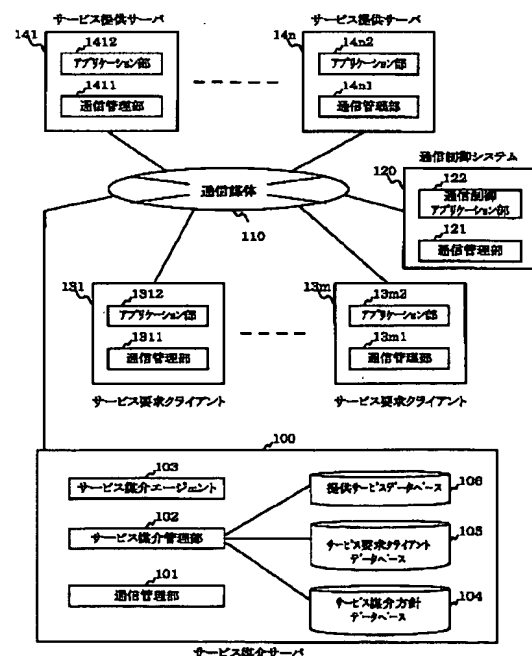 サービス提供サーバ
サービス提供サーバ
141
1412
アプリケーション部
1411
通信管理部
14n
14n2
アプリケーション部
14n1
通信管理部
通信媒体
110
通信制御システム
120
122
通信制御
アプリケーション部
121
通信管理部
131
1312
アプリケーション部
1311
通信管理部
サービス要求クライアント
13m
13m2
アプリケーション部
13m1
通信管理部
サービス要求クライアント
100
103
サービス媒介エージェント
102
サービス媒介管理部
101
通信管理部
106
提供サービスデータベース
105
サービス要求クライアント
データベース
104
サービス媒介方針
データベース
サービス媒介サーバ